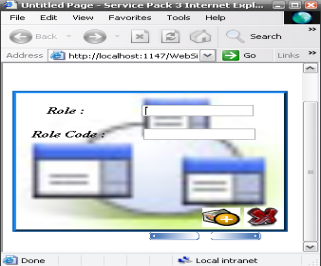 Untitled Page - Service Pack 3 Internet Expl...
File Edit View Favorites Tools Help
Back Search
Address http://localhost:1147/WebSi Go Links
Role :
Role Code :
Done Local intranet